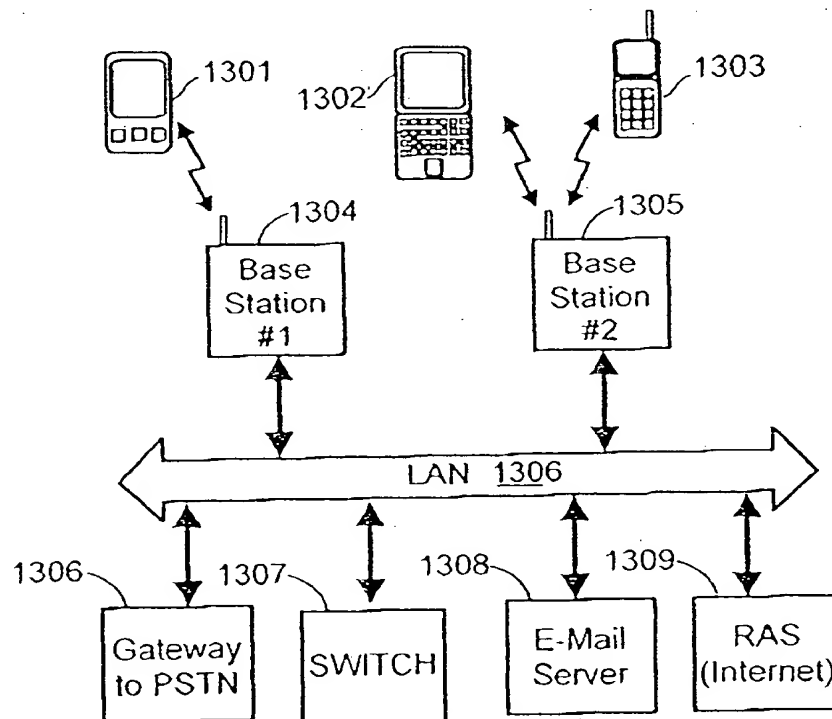 1301
1302
1303
1304
1305
Base
Station
#1
Base
Station
#2
LAN 1306
1306
1307
1308
1309
Gateway
to PSTN
SWITCH
E-Mail
Server
RAS
(Internet)